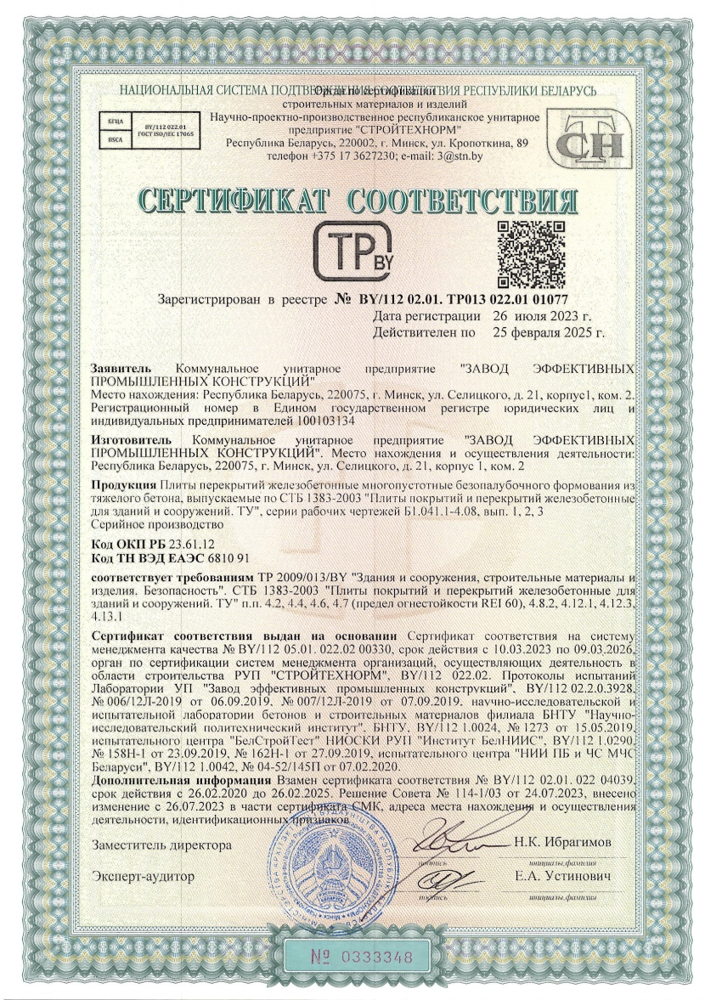 НАЦИОНАЛЬНАЯ СИСТЕМА ПОДТВЕРЖДЕНИЯ СООТВЕТСТВИЯ РЕСПУБЛИКИ БЕЛАРУСЬ
Орган по сертификации
строительных материалов и изделий
Научно-проектно-производственное республиканское унитарное
предприятие "СТРОЙТЕХНОРМ"
Республика Беларусь, 220002, г. Минск, ул. Кропоткина, 89
телефон +375 17 3627230; e-mail: 3@stn.by
БГЦА
BSCA
BY/112 022.01
ГОСТ ISO/IEC 17065
СТН
СЕРТИФИКАТ СООТВЕТСТВИЯ
ТР BY
Зарегистрирован в реестре № BY/112 02.01. ТР013 022.01 01077
Дата регистрации 26 июля 2023 г.
Действителен по 25 февраля 2025 г.
Заявитель Коммунальное унитарное предприятие "ЗАВОД ЭФФЕКТИВНЫХ
ПРОМЫШЛЕННЫХ КОНСТРУКЦИЙ"
Место нахождения: Республика Беларусь, 220075, г. Минск, ул. Селицкого, д. 21, корпус1, ком. 2.
Регистрационный номер в Едином государственном регистре юридических лиц и
индивидуальных предпринимателей 100103134
Изготовитель Коммунальное унитарное предприятие "ЗАВОД ЭФФЕКТИВНЫХ
ПРОМЫШЛЕННЫХ КОНСТРУКЦИЙ". Место нахождения и осуществления деятельности:
Республика Беларусь, 220075, г. Минск, ул. Селицкого, д. 21, корпус 1, ком. 2
Продукция Плиты перекрытий железобетонные многопустотные безопалубочного формования из
тяжелого бетона, выпускаемые по СТБ 1383-2003 "Плиты покрытий и перекрытий железобетонные
для зданий и сооружений. ТУ", серии рабочих чертежей Б1.041.1-4.08, вып. 1, 2, 3
Серийное производство
Код ОКП РБ 23.61.12
Код ТН ВЭД ЕАЭС 6810 91
соответствует требованиям ТР 2009/013/BY "Здания и сооружения, строительные материалы и
изделия. Безопасность". СТБ 1383-2003 "Плиты покрытий и перекрытий железобетонные для
зданий и сооружений. ТУ" п.п. 4.2, 4.4, 4.6, 4.7 (предел огнестойкости REI 60), 4.8.2, 4.12.1, 4.12.3,
4.13.1
Сертификат соответствия выдан на основании Сертификат соответствия на систему
менеджмента качества № BY/112 05.01. 022.02 00330, срок действия с 10.03.2023 по 09.03.2026,
орган по сертификации систем менеджмента организаций, осуществляющих деятельность в
области строительства РУП "СТРОЙТЕХНОРМ", BY/112 022.02. Протоколы испытаний
Лаборатории УП "Завод эффективных промышленных конструкций", BY/112 02.2.0.3928,
№ 006/12Л-2019 от 06.09.2019, № 007/12Л-2019 от 07.09.2019, научно-исследовательской и
испытательной лаборатории бетонов и строительных материалов филиала БНТУ "Научно-
исследовательский политехнический институт", БНТУ, BY/112 1.0024, № 1273 от 15.05.2019,
испытательного центра "БелСтройТест" НИОСКИ РУП "Институт БелНИИС", BY/112 1.0290,
№ 158Н-1 от 23.09.2019, № 162Н-1 от 27.09.2019, испытательного центра "НИИ ПБ и ЧС МЧС
Беларуси", BY/112 1.0042, № 04-52/145П от 07.02.2020.
Дополнительная информация Взамен сертификата соответствия № BY/112 02.01. 022 04039,
срок действия с 26.02.2020 до 26.02.2025. Решение Совета № 114-1/03 от 24.07.2023, внесено
изменение с 26.07.2023 в части сертификата СМК, адреса места нахождения и осуществления
деятельности, идентификационных признаков
Заместитель директора
Н.К. Ибрагимов
подпись
инициалы, фамилия
Эксперт-аудитор
Е.А. Устинович
подпись
инициалы, фамилия
№ 0333348